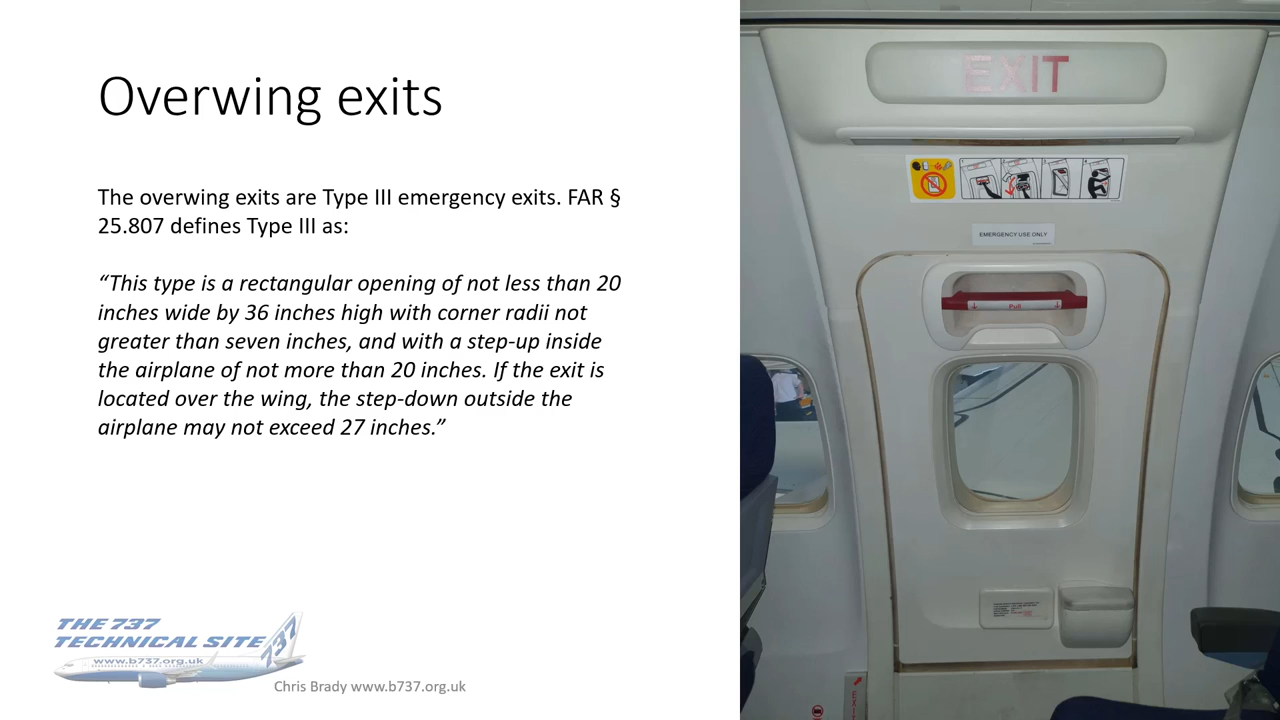 Overwing exits
The overwing exits are Type III emergency exits. FAR §
25.807 defines Type III as:
“This type is a rectangular opening of not less than 20
inches wide by 36 inches high with corner radii not
greater than seven inches, and with a step-up inside
the airplane of not more than 20 inches. If the exit is
located over the wing, the step-down outside the
airplane may not exceed 27 inches.”
THE 737
TECHNICAL SITE
737
www.b737.org.uk
Chris Brady www.b737.org.uk
EXIT
EMERGENCY USE ONLY
Pull
EXIT